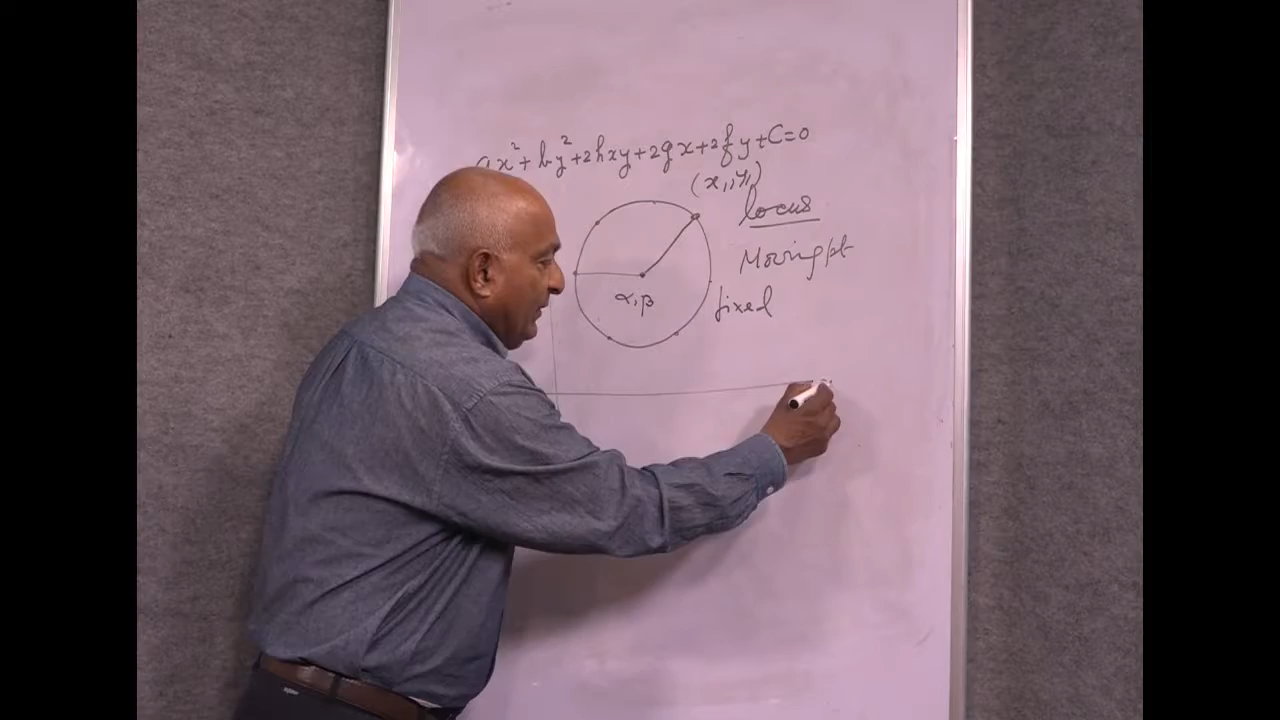 ax²+by²+2hxy+2gx+2fy+C=0
(x₁,y₁)
locus
Moving pt
fixed
α,β